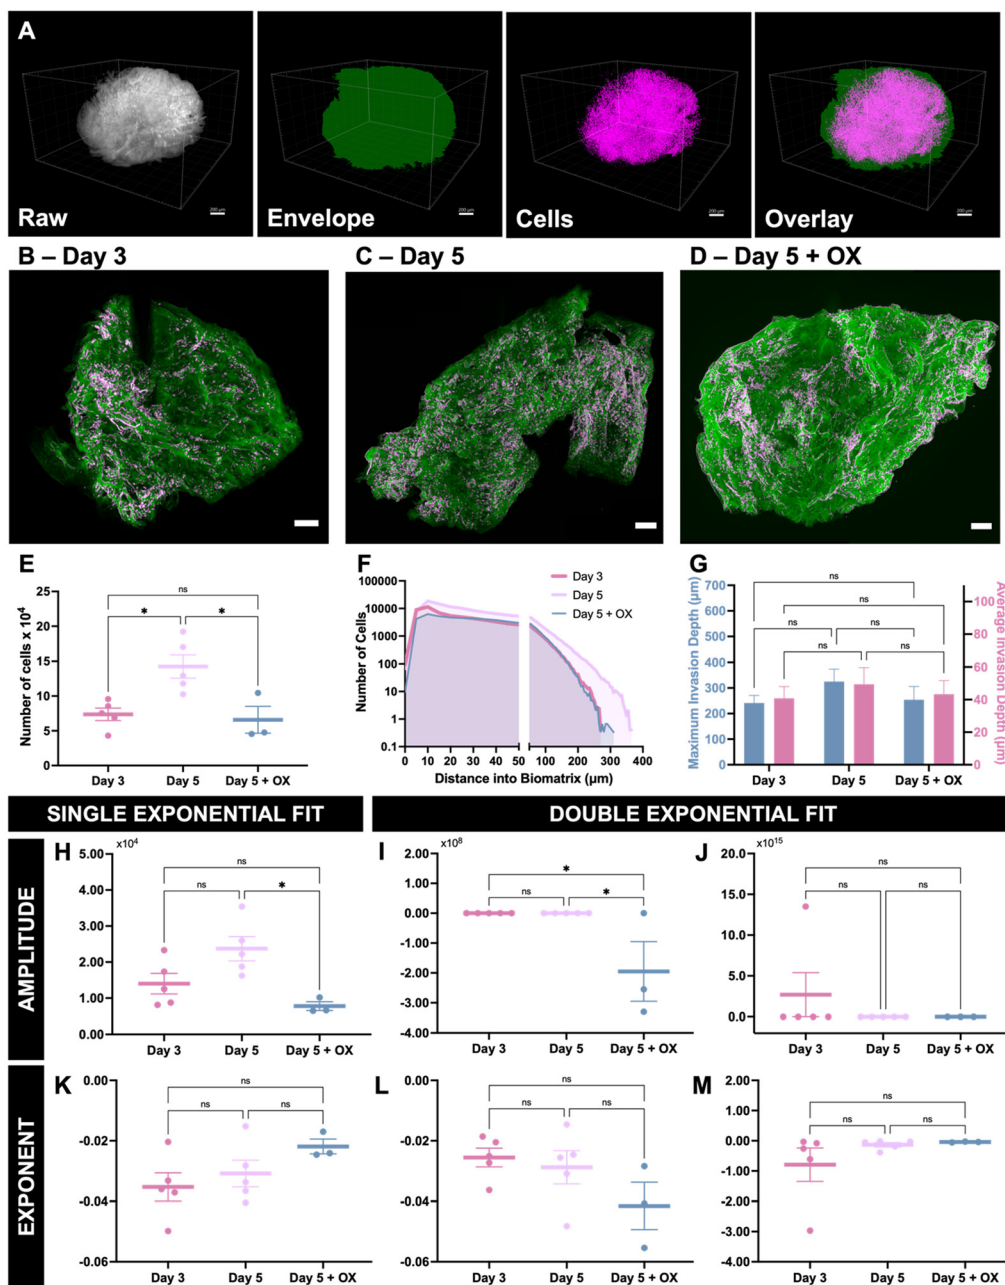 A
Raw
Envelope
Cells
Overlay
200 µm
200 µm
200 µm
200 µm
B – Day 3
C – Day 5
D – Day 5 + OX
E
Number of cells x 10⁴
25
20
15
10
5
0
ns
*
*
Day 3
Day 5
Day 5 + OX
F
Number of Cells
100000
10000
1000
100
10
1
0.1
Day 3
Day 5
Day 5 + OX
0 10 20 30 40 50 100 200 300 400
Distance into Biomatrix (µm)
G
Maximum Invasion Depth (µm)
700
600
500
400
300
200
100
0
ns
ns
ns
ns
ns
ns
Average Invasion Depth (µm)
100
80
60
40
20
0
Day 3
Day 5
Day 5 + OX
SINGLE EXPONENTIAL FIT
DOUBLE EXPONENTIAL FIT
AMPLITUDE
H
x10⁴
5.00
4.00
3.00
2.00
1.00
0.00
ns
ns
*
Day 3
Day 5
Day 5 + OX
I
x10⁶
2.00
1.00
0.00
-1.00
-2.00
-3.00
-4.00
*
ns
*
Day 3
Day 5
Day 5 + OX
J
x10¹⁵
20.0
15.0
10.0
5.0
0.0
ns
ns
ns
Day 3
Day 5
Day 5 + OX
EXPONENT
K
0.00
-0.02
-0.04
-0.06
ns
ns
ns
Day 3
Day 5
Day 5 + OX
L
0.00
-0.02
-0.04
-0.06
ns
ns
ns
Day 3
Day 5
Day 5 + OX
M
2.00
1.00
0.00
-1.00
-2.00
-3.00
-4.00
ns
ns
ns
Day 3
Day 5
Day 5 + OX